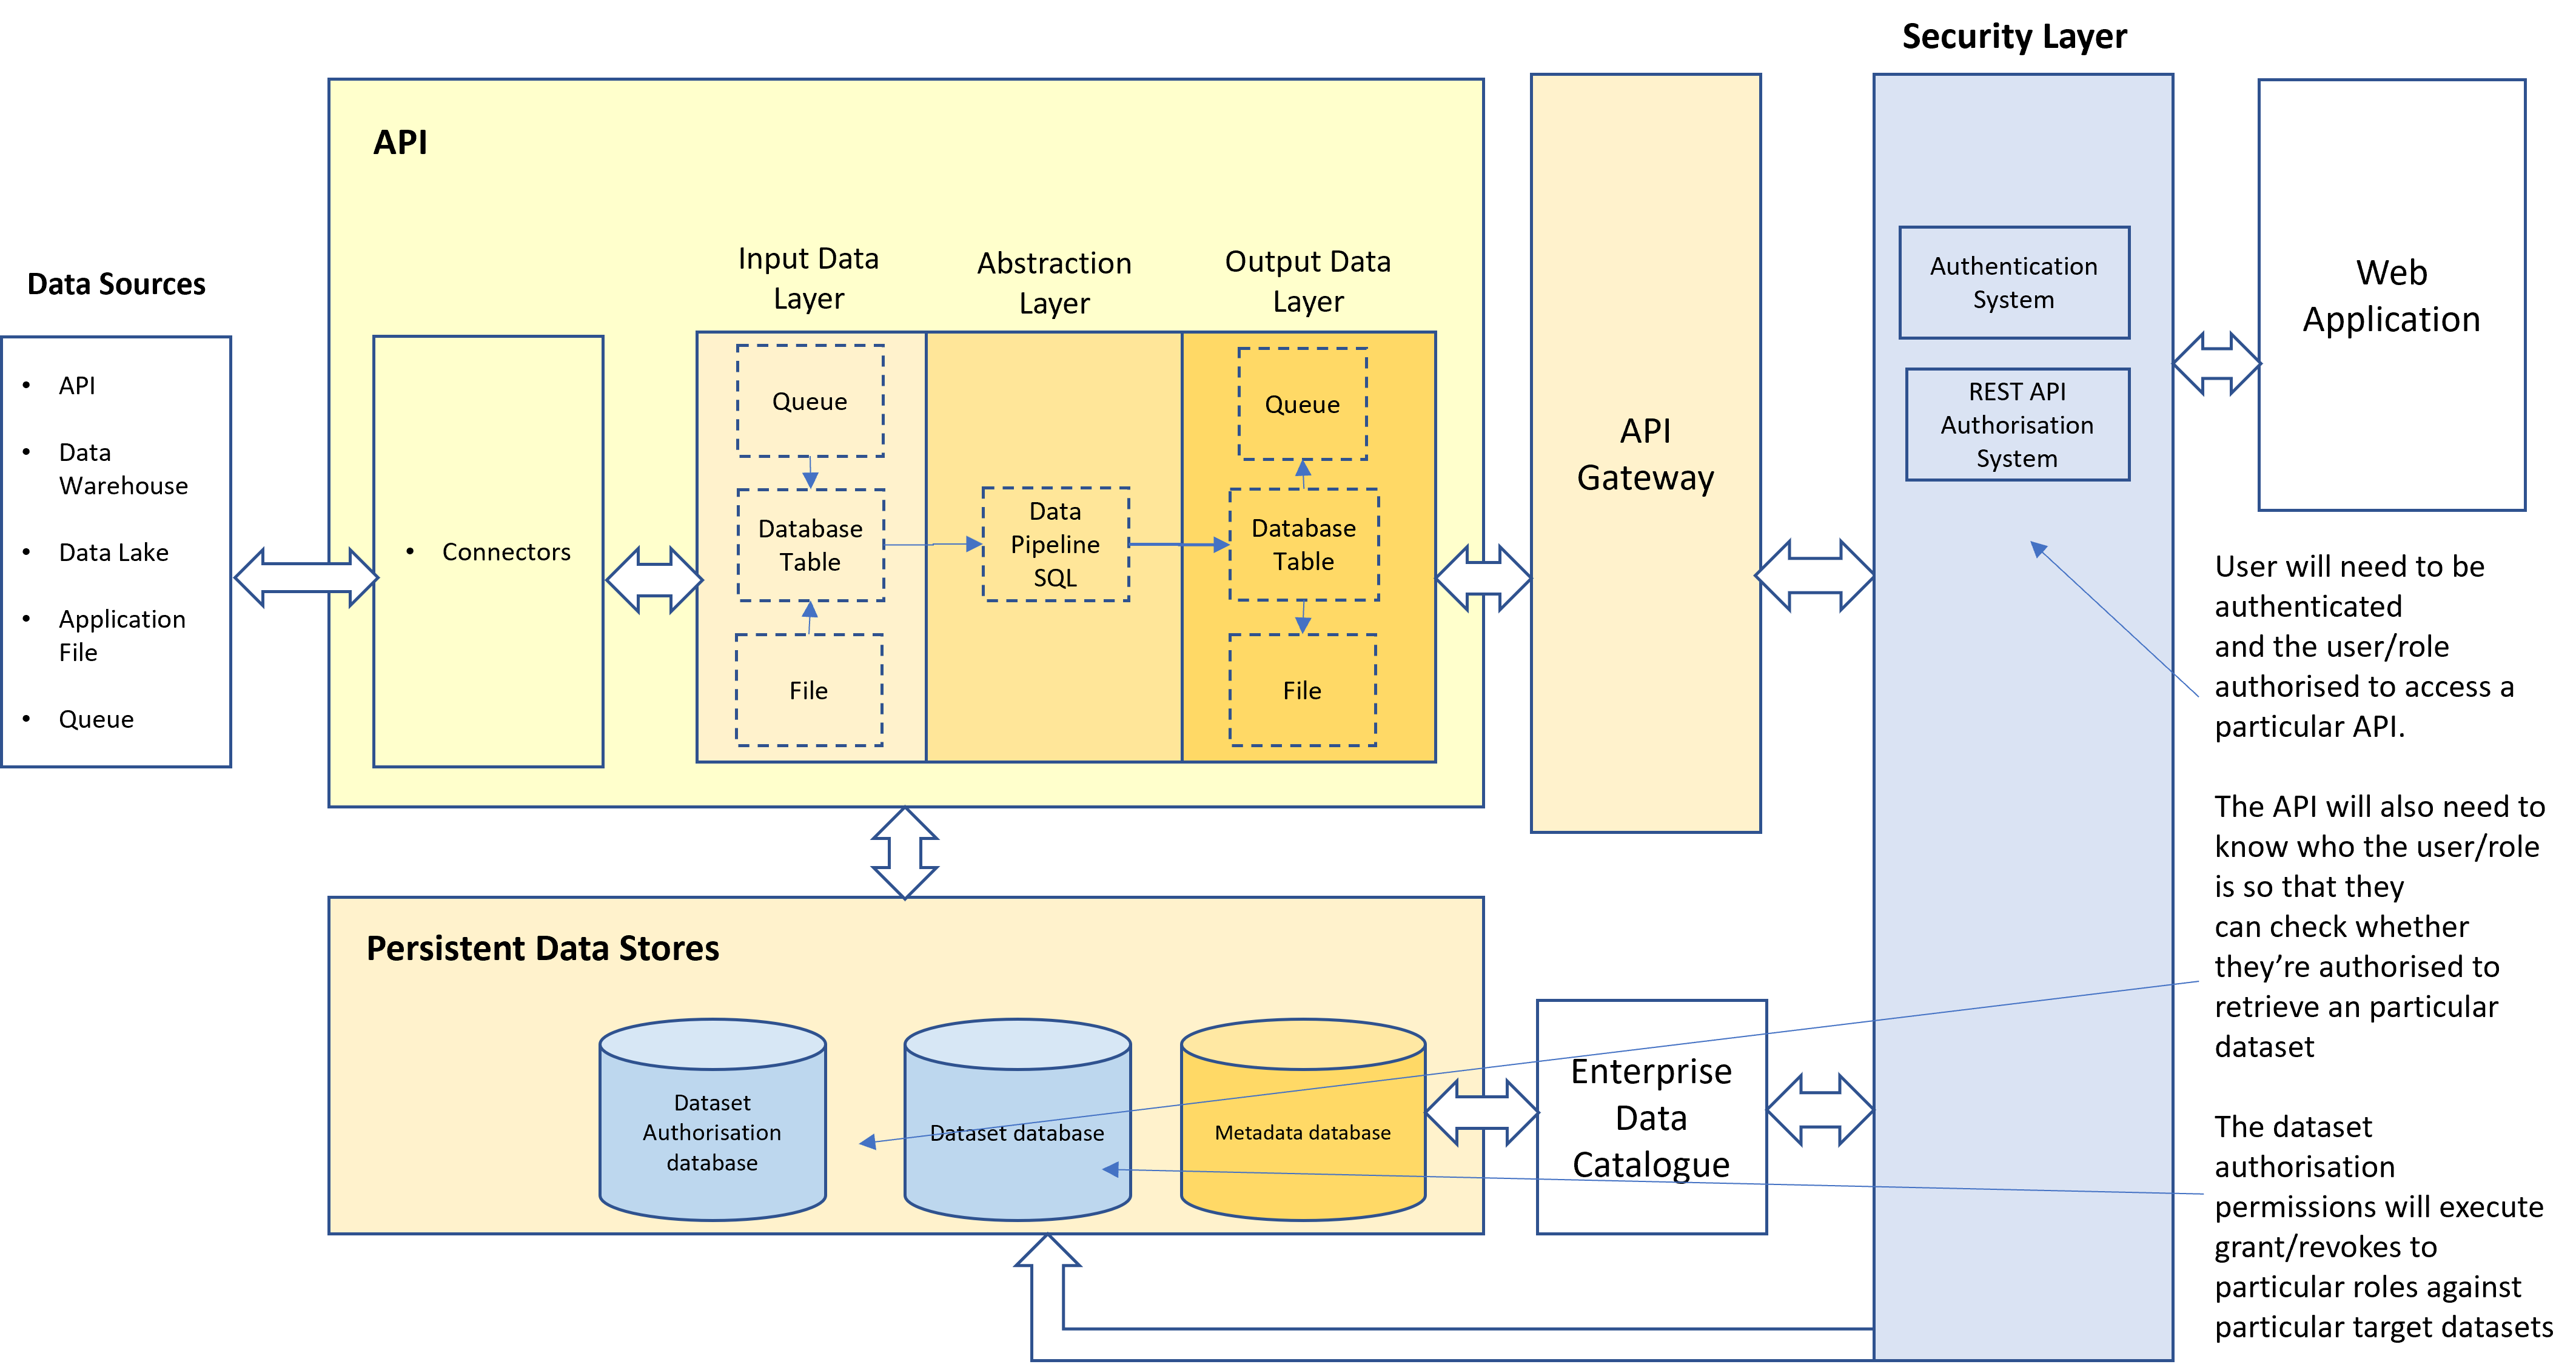 Security Layer
API
Data Sources
• API
• Data
Warehouse
• Data Lake
• Application
File
• Queue
• Connectors
Input Data
Layer
Abstraction
Layer
Output Data
Layer
Queue
Database
Table
File
Data
Pipeline
SQL
Queue
Database
Table
File
API
Gateway
Authentication
System
REST API
Authorisation
System
Web
Application
User will need to be
authenticated
and the user/role
authorised to access a
particular API.
The API will also need to
know who the user/role
is so that they
can check whether
they’re authorised to
retrieve an particular
dataset
The dataset
authorisation
permissions will execute
grant/revokes to
particular roles against
particular target datasets
Persistent Data Stores
Dataset
Authorisation
database
Dataset database
Metadata database
Enterprise
Data
Catalogue